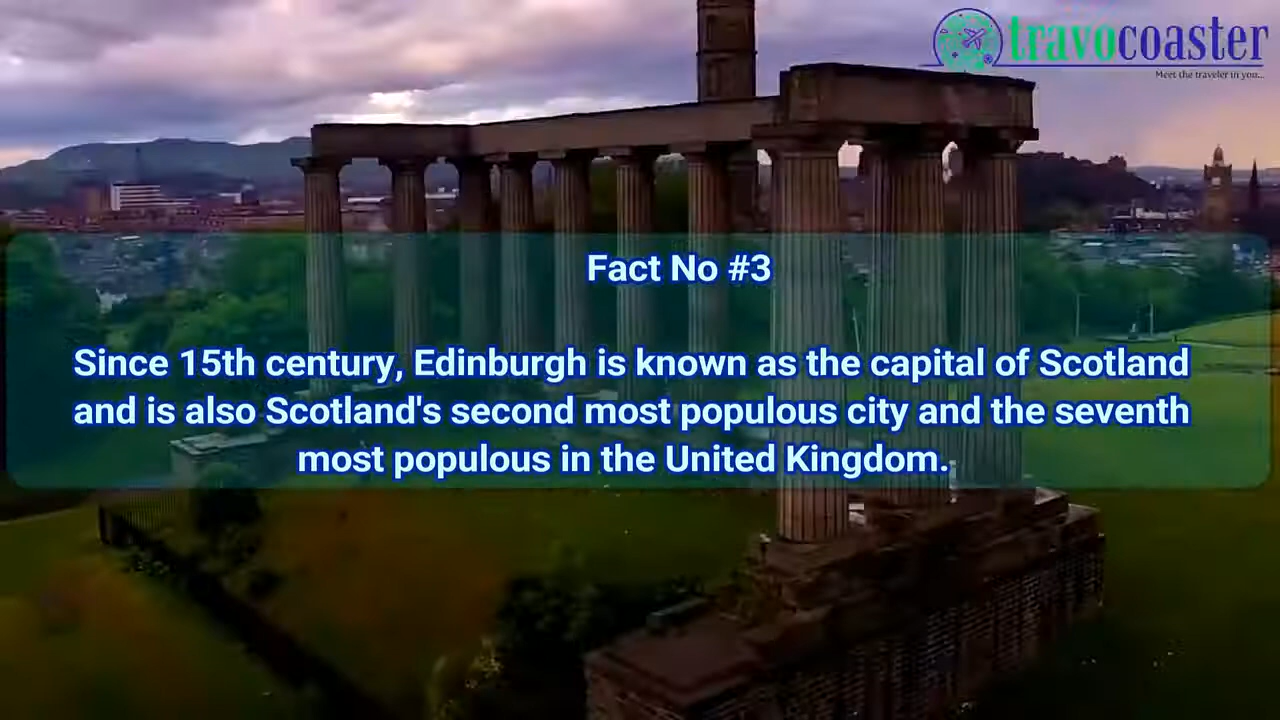 travocoaster
Meet the traveler in you...
Fact No #3
Since 15th century, Edinburgh is known as the capital of Scotland
and is also Scotland's second most populous city and the seventh
most populous in the United Kingdom.